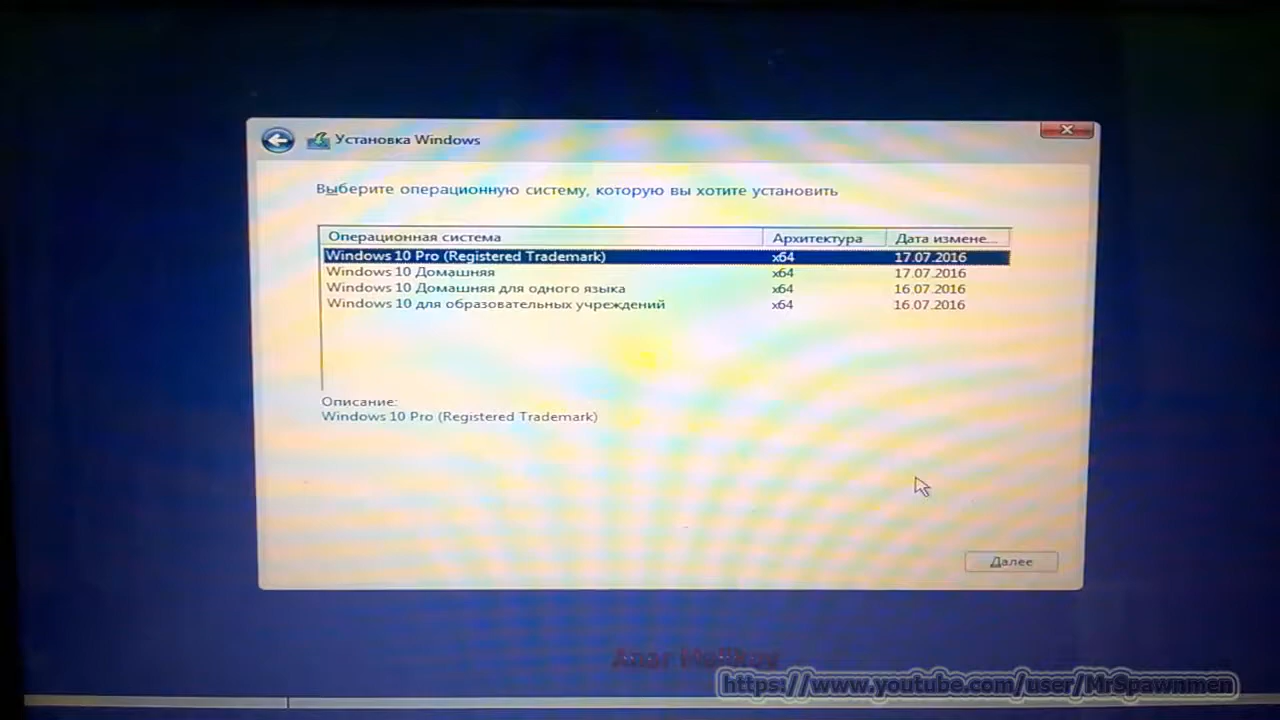 Установка Windows
Выберите операционную систему, которую вы хотите установить
Операционная система Архитектура Дата измене...
Windows 10 Pro (Registered Trademark) x64 17.07.2016
Windows 10 Домашняя x64 17.07.2016
Windows 10 Домашняя для одного языка x64 16.07.2016
Windows 10 для образовательных учреждений x64 16.07.2016
Описание:
Windows 10 Pro (Registered Trademark)
Далее
https://www.youtube.com/user/MrSpawnmen